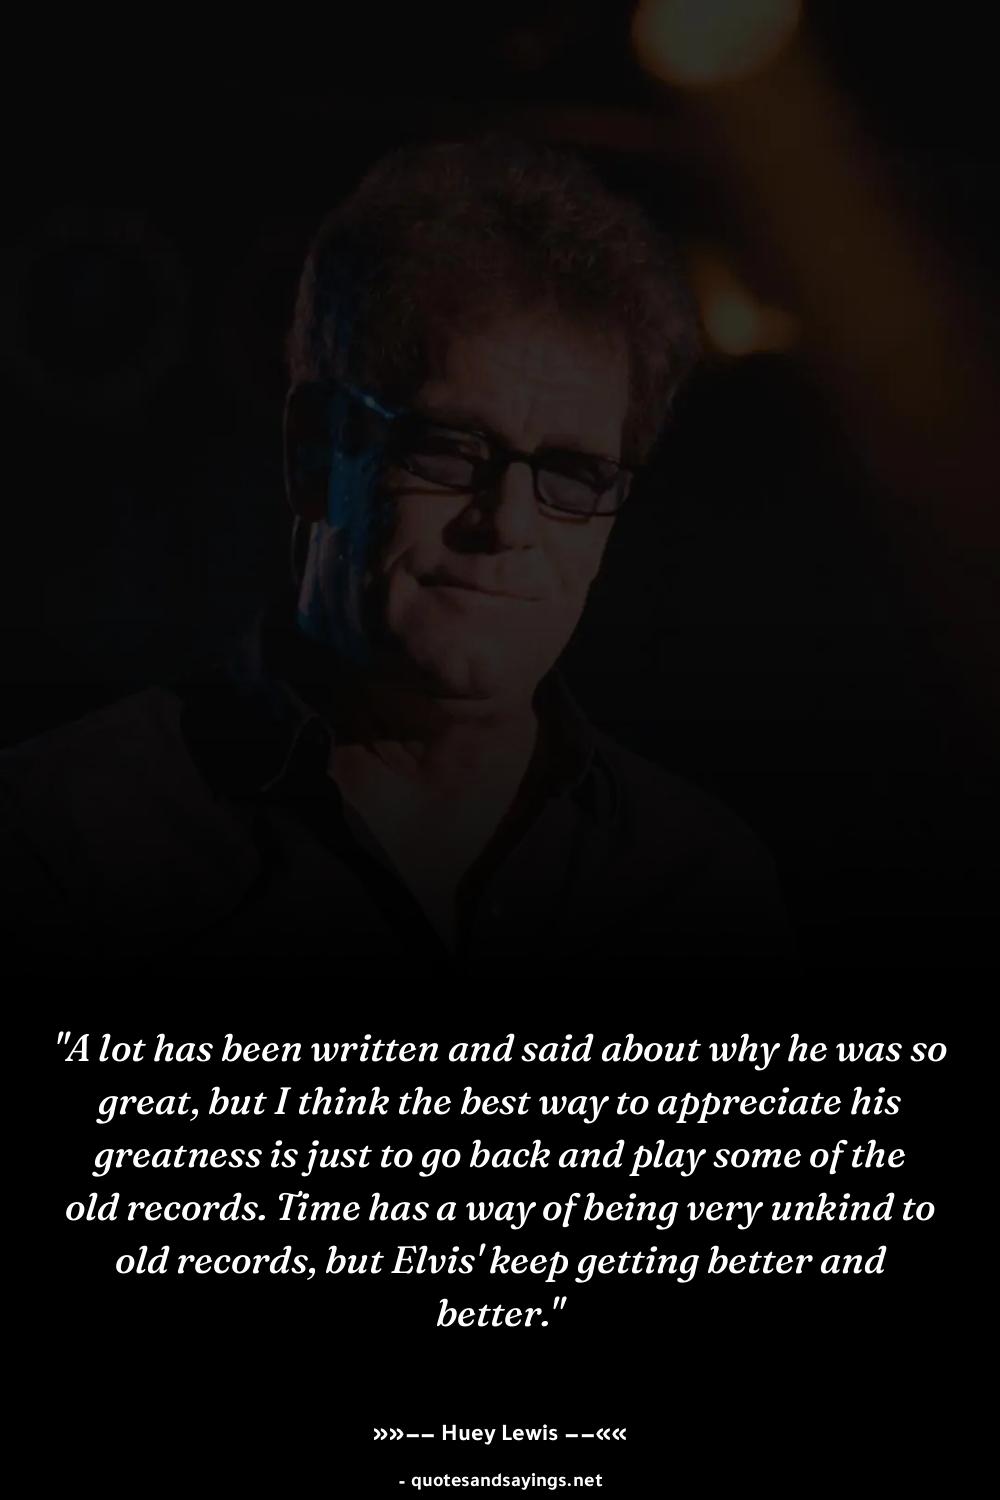 "A lot has been written and said about why he was so
great, but I think the best way to appreciate his
greatness is just to go back and play some of the
old records. Time has a way of being very unkind to
old records, but Elvis' keep getting better and
better."
»»−− Huey Lewis −−««
- quotesandsayings.net